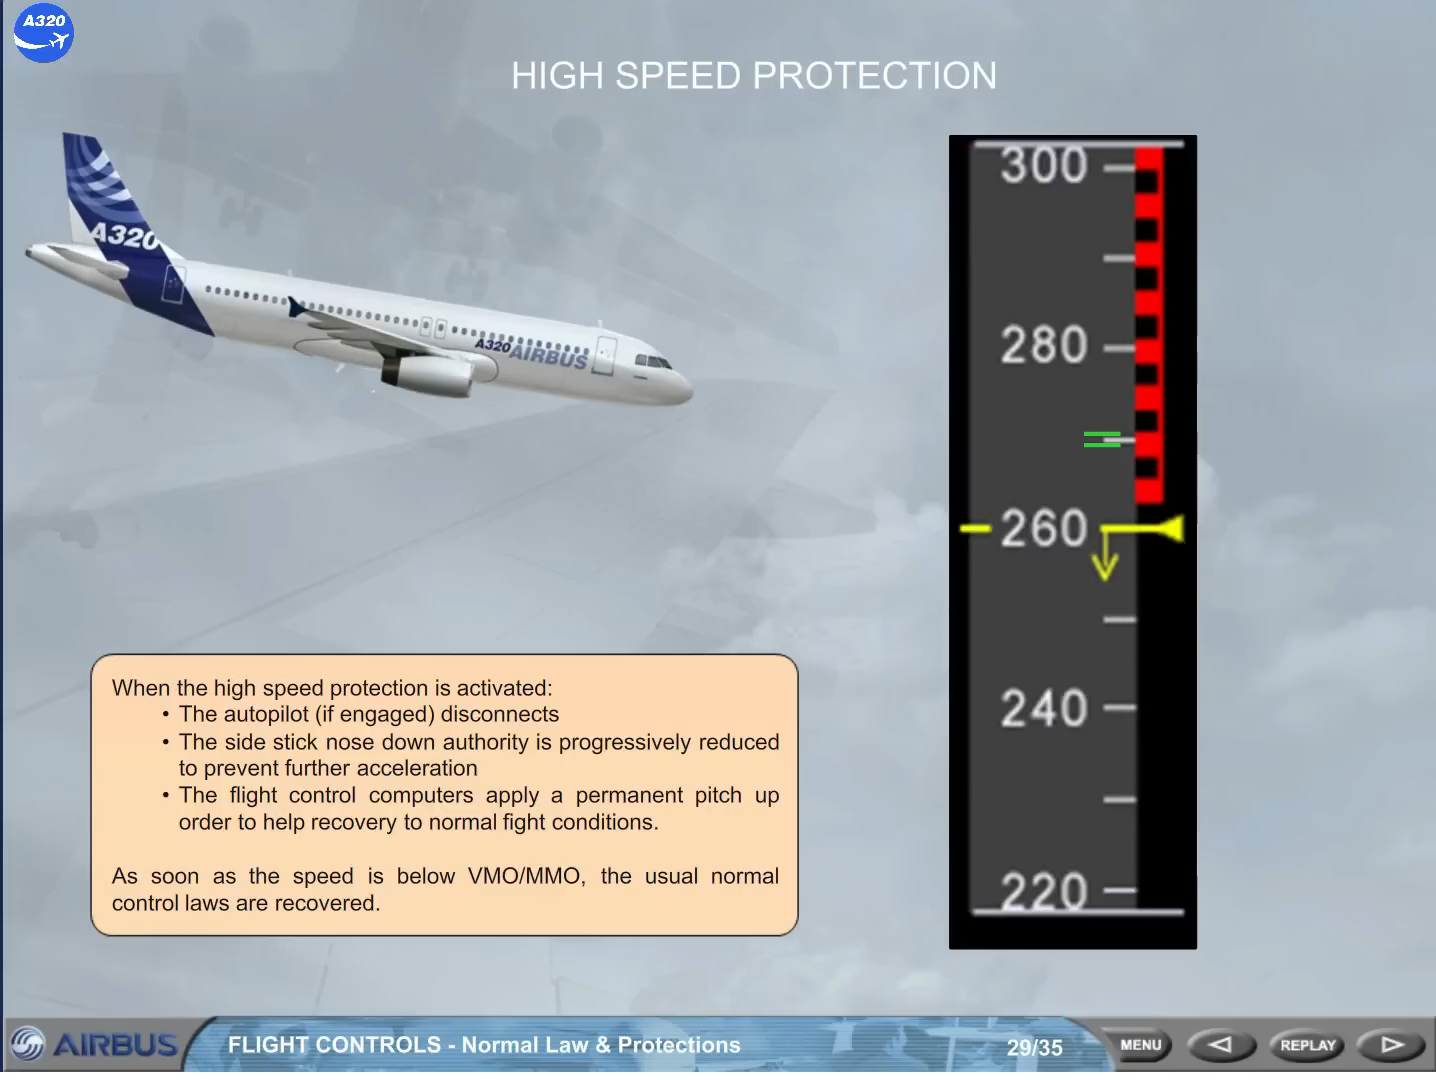 A320
HIGH SPEED PROTECTION
A320
A320 AIRBUS
300
280
260
240
220
When the high speed protection is activated:
• The autopilot (if engaged) disconnects
• The side stick nose down authority is progressively reduced
to prevent further acceleration
• The flight control computers apply a permanent pitch up
order to help recovery to normal fight conditions.
As soon as the speed is below VMO/MMO, the usual normal
control laws are recovered.
AIRBUS
FLIGHT CONTROLS - Normal Law & Protections
29/35
MENU
REPLAY